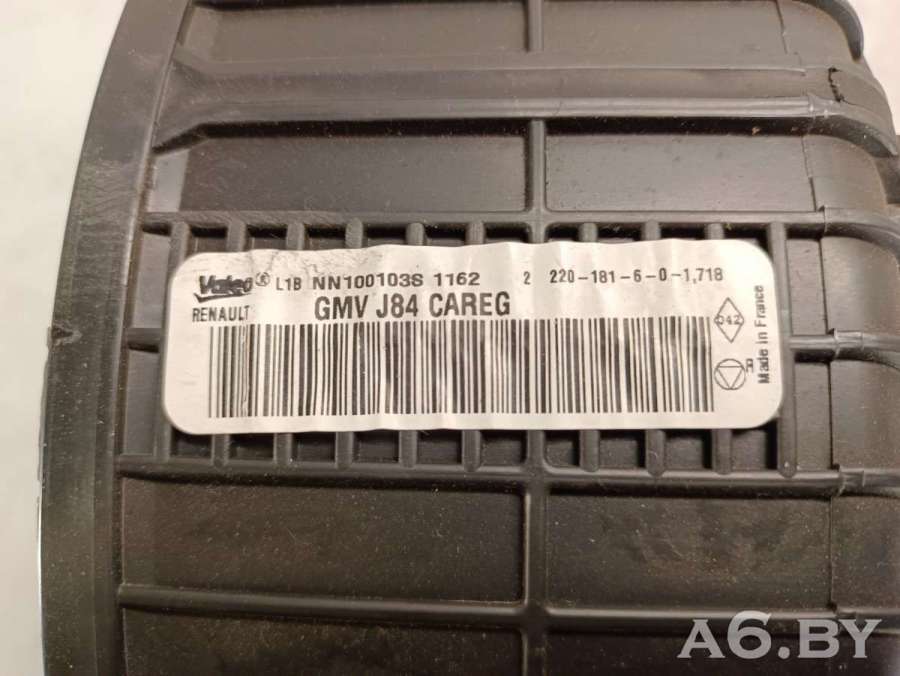 Valeo® L1B NN100103S 1162 2 220-181-6-0-1,718
RENAULT GMV J84 CAREG
042
R
Made in France
A6.BY